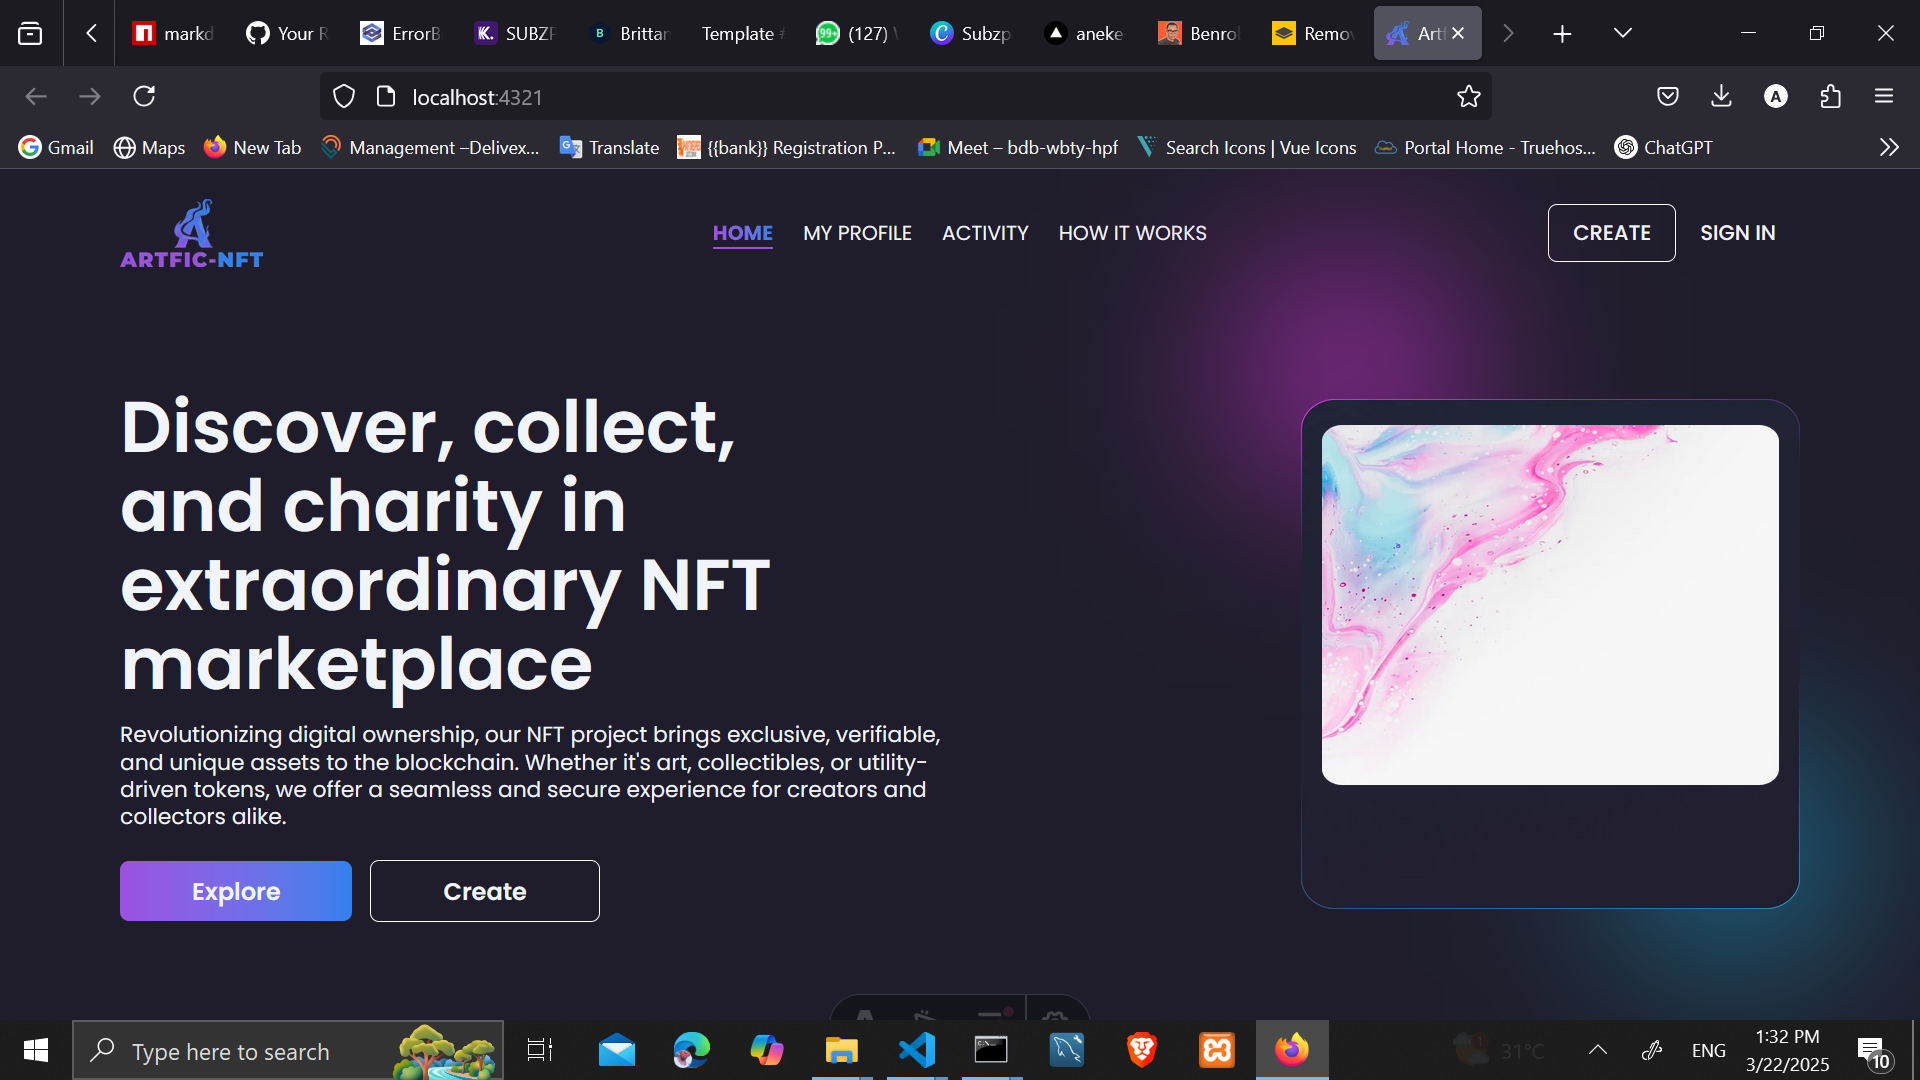 markd
Your R
ErrorB
SUBZF
B Brittan
Template #
99+ (127) W
C Subzp
aneke
Benrol
Remov
Artf
localhost:4321
A
Gmail
Maps
New Tab
Management –Delivex...
Translate
{{bank}} Registration P...
Meet – bdb-wbty-hpf
Search Icons | Vue Icons
Portal Home - Truehos...
ChatGPT
ARTFIC-NFT
HOME
MY PROFILE
ACTIVITY
HOW IT WORKS
CREATE
SIGN IN
Discover, collect,
and charity in
extraordinary NFT
marketplace
Revolutionizing digital ownership, our NFT project brings exclusive, verifiable,
and unique assets to the blockchain. Whether it's art, collectibles, or utility-
driven tokens, we offer a seamless and secure experience for creators and
collectors alike.
Explore
Create
Type here to search
31°C
ENG
1:32 PM
3/22/2025
10